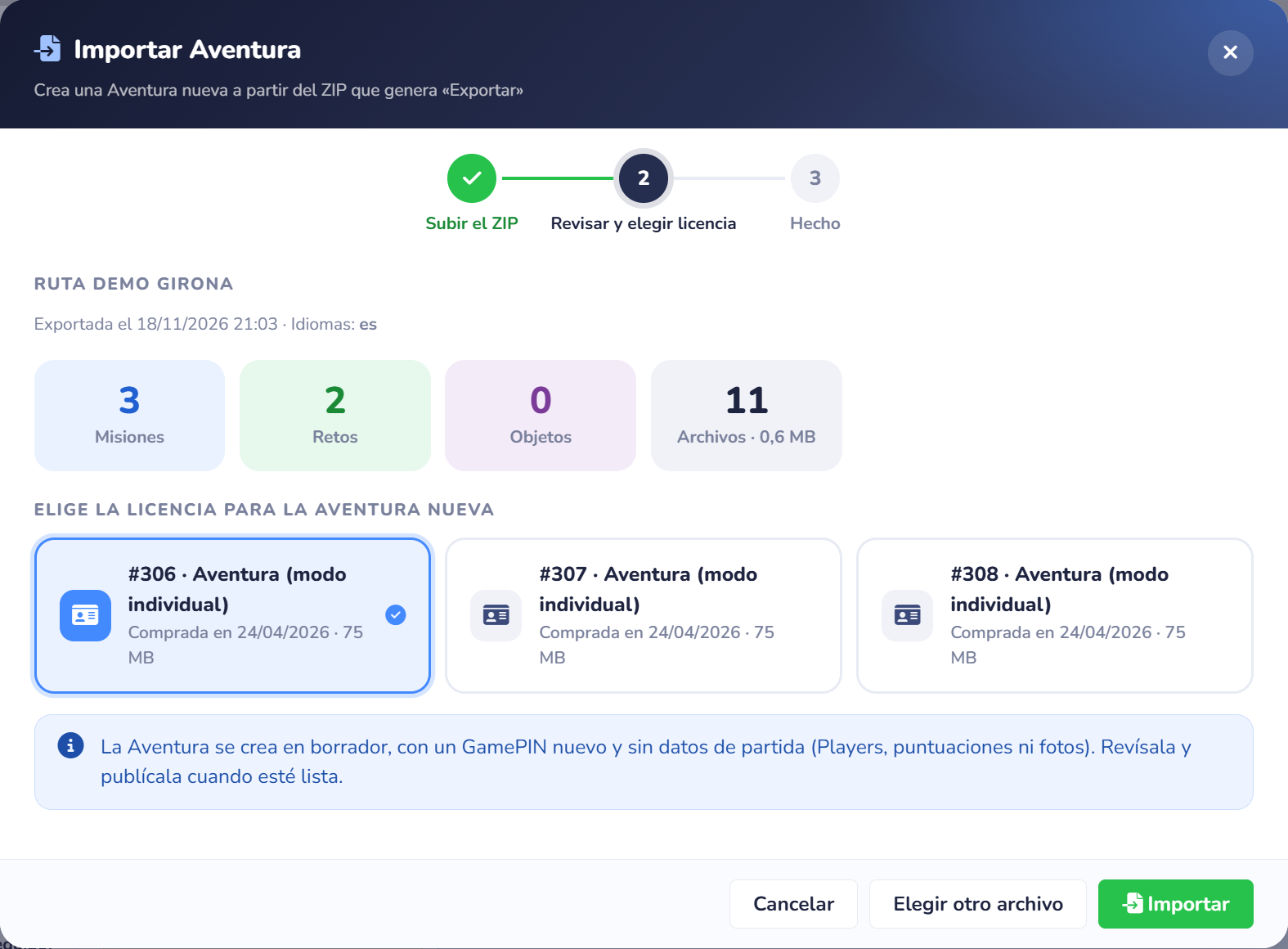 Importar Aventura
Crea una Aventura nueva a partir del ZIP que genera «Exportar»
2
3
Subir el ZIP
Revisar y elegir licencia
Hecho
RUTA DEMO GIRONA
Exportada el 18/11/2026 21:03 · Idiomas: es
3
Misiones
2
Retos
0
Objetos
11
Archivos · 0,6 MB
ELIGE LA LICENCIA PARA LA AVENTURA NUEVA
#306 · Aventura (modo
individual)
Comprada en 24/04/2026 · 75
MB
#307 · Aventura (modo
individual)
Comprada en 24/04/2026 · 75
MB
#308 · Aventura (modo
individual)
Comprada en 24/04/2026 · 75
MB
La Aventura se crea en borrador, con un GamePIN nuevo y sin datos de partida (Players, puntuaciones ni fotos). Revísala y
publícala cuando esté lista.
Cancelar
Elegir otro archivo
Importar